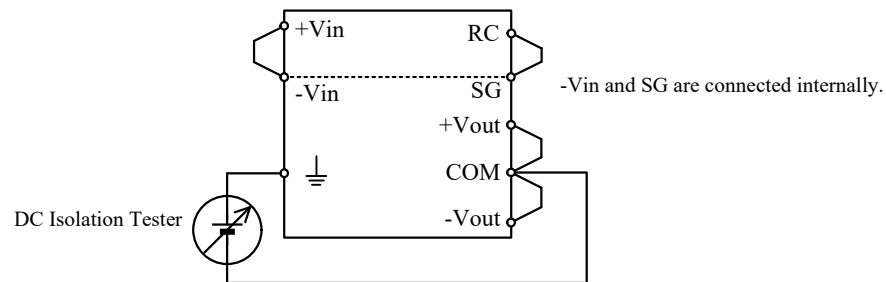 +Vin
RC
-Vin
SG
-Vin and SG are connected internally.
+Vout
COM
DC Isolation Tester
-Vout